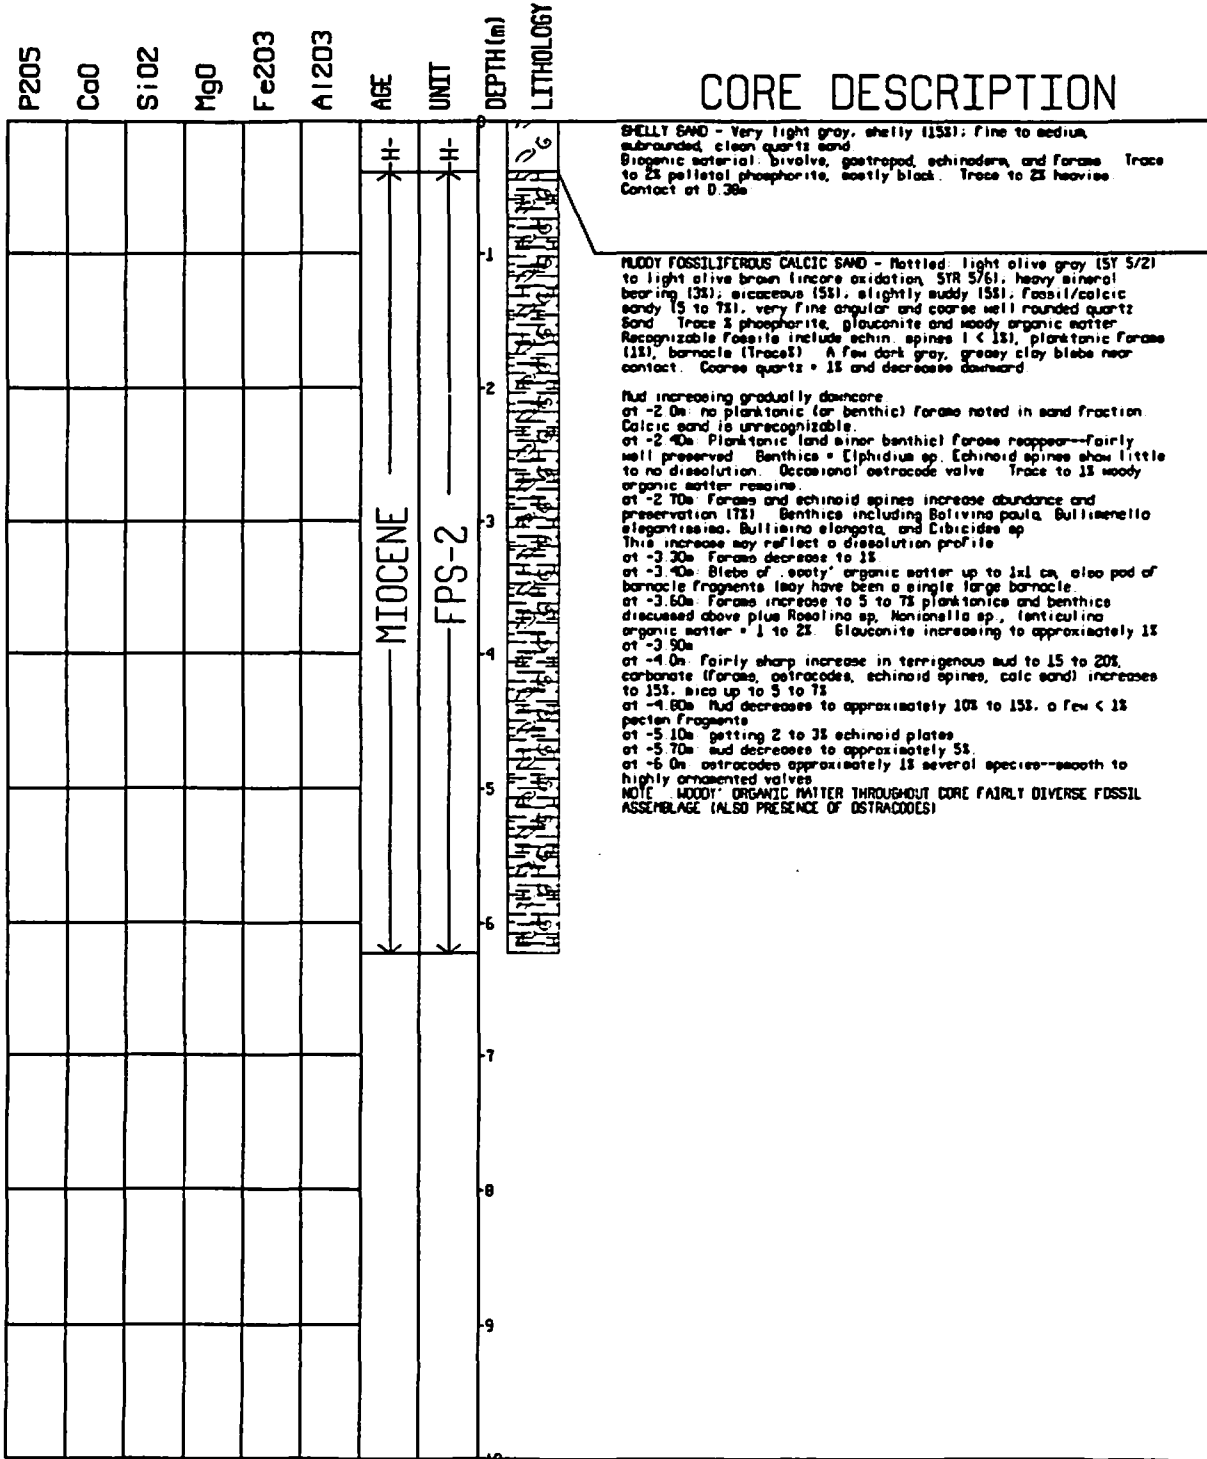 P2O5 CaO SiO2 MgO Fe2O3 Al2O3 AGE UNIT DEPTH(m) LITHOLOGY
CORE DESCRIPTION
0
-H- -H-
SHELLY SAND - Very light gray, shelly (15%); fine to medium,
subrounded, clean quartz sand
Biogenic material: bivalve, gastropod, echinoderm, and forams Trace
to 2% pelletal phosphorite, mostly black. Trace to 2% heavies
Contact at 0.38m
-1
MUDDY FOSSILIFEROUS CALCIC SAND - Mottled: light olive gray (5Y 5/2)
to light olive brown (incore oxidation, 5YR 5/6), heavy mineral
bearing (3%); micaceous (5%); slightly muddy (5%); fossil/calcic
sandy (5 to 7%), very fine angular and coarse well rounded quartz
Sand Trace % phosphorite, glauconite and woody organic matter
Recognizable fossils include echin. spines ( < 1%), planktonic forams
(1%), barnacle (Trace%) A few dark gray, greasy clay blebs near
contact. Coarse quartz = 1% and decreases downward
-2
Mud increasing gradually downcore
at -2.0m: no planktonic (or benthic) forams noted in sand fraction.
Calcic sand is unrecognizable.
at -2.40m: Planktonic (and minor benthic) forams reappear--fairly
well preserved Benthics = Elphidium sp. Echinoid spines show little
to no dissolution. Occasional ostracode valve Trace to 1% woody
organic matter remains.
at -2.70m: Forams and echinoid spines increase abundance and
preservation (7%) Benthics including Bolivina paula, Bullimenella
elegantissima, Bullimina elongata, and Cibicides sp
This increase may reflect a dissolution profile
-3
at -3.30m Forams decrease to 1%
at -3.40m: Blebs of 'sooty' organic matter up to 1x1 cm, also pod of
barnacle fragments (may have been a single large barnacle.
at -3.60m: Forams increase to 5 to 7% planktonics and benthics
discussed above plus Rosalina sp, Nonionella sp., lenticulina
organic matter = 1 to 2%. Glauconite increasing to approximately 1%
at -3.90m
MIOCENE FPS-2
-4
at -4.0m: Fairly sharp increase in terrigenous mud to 15 to 20%,
carbonate (forams, ostracodes, echinoid spines, calc sand) increases
to 15%, mica up to 5 to 7%
at -4.80m Mud decreases to approximately 10% to 15%, a few < 1%
pecten fragments
at -5.10m getting 2 to 3% echinoid plates
at -5.70m mud decreases to approximately 5%.
at -6.0m ostracodes approximately 1% several species--smooth to
highly ornamented valves
NOTE 'WOODY' ORGANIC MATTER THROUGHOUT CORE FAIRLY DIVERSE FOSSIL
ASSEMBLAGE (ALSO PRESENCE OF OSTRACODES)
-5
-6
-7
-8
-9